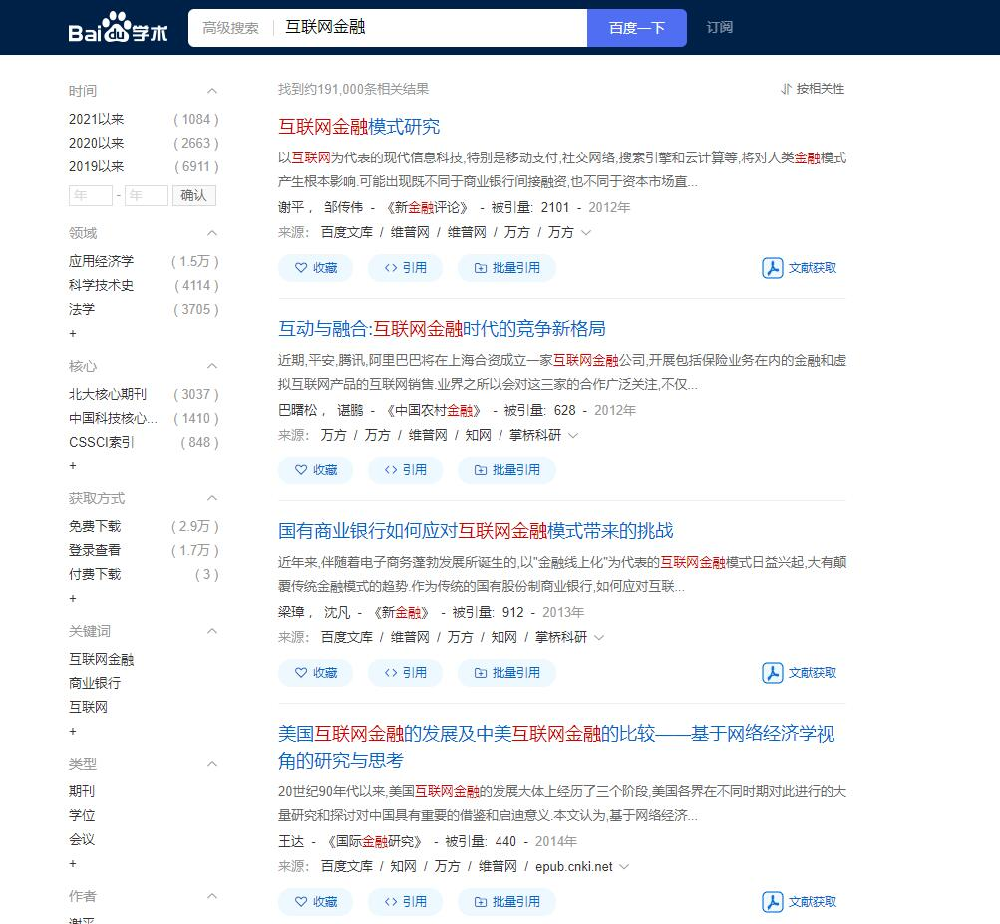 Bai du 学术 高级搜索 互联网金融 百度一下 订阅
时间
2021以来 ( 1084 )
2020以来 ( 2663 )
2019以来 ( 6911 )
年 - 年 确认
领域
应用经济学 ( 1.5万 )
科学技术史 ( 4114 )
法学 ( 3705 )
+
核心
北大核心期刊 ( 3037 )
中国科技核心... ( 1410 )
CSSCI索引 ( 848 )
+
获取方式
免费下载 ( 2.9万 )
登录查看 ( 1.7万 )
付费下载 ( 3 )
+
关键词
互联网金融
商业银行
互联网
+
类型
期刊
学位
会议
+
作者
谢平
找到约191,000条相关结果 按相关性
互联网金融模式研究
以互联网为代表的现代信息科技,特别是移动支付,社交网络,搜索引擎和云计算等,将对人类金融模式
产生根本影响.可能出现既不同于商业银行间接融资,也不同于资本市场直...
谢平 , 邹传伟 - 《新金融评论》 - 被引量: 2101 - 2012年
来源: 百度文库 / 维普网 / 维普网 / 万方 / 万方
收藏 <> 引用 批量引用 文献获取
互动与融合:互联网金融时代的竞争新格局
近期,平安,腾讯,阿里巴巴将在上海合资成立一家互联网金融公司,开展包括保险业务在内的金融和虚
拟互联网产品的互联网销售.业界之所以会对这三家的合作广泛关注,不仅...
巴曙松 , 谌鹏 - 《中国农村金融》 - 被引量: 628 - 2012年
来源: 万方 / 万方 / 维普网 / 知网 / 掌桥科研
收藏 <> 引用 批量引用
国有商业银行如何应对互联网金融模式带来的挑战
近年来,伴随着电子商务蓬勃发展所诞生的,以"金融线上化"为代表的互联网金融模式日益兴起,大有颠
覆传统金融模式的趋势.作为传统的国有股份制商业银行,如何应对互联...
梁璋 , 沈凡 - 《新金融》 - 被引量: 912 - 2013年
来源: 百度文库 / 维普网 / 万方 / 知网 / 掌桥科研
收藏 <> 引用 批量引用 文献获取
美国互联网金融的发展及中美互联网金融的比较——基于网络经济学视
角的研究与思考
20世纪90年代以来,美国互联网金融的发展大体上经历了三个阶段,美国各界在不同时期对此进行的大
量研究和探讨对中国具有重要的借鉴和启迪意义.本文认为,基于网络经济...
王达 - 《国际金融研究》 - 被引量: 440 - 2014年
来源: 百度文库 / 知网 / 万方 / 维普网 / epub.cnki.net
收藏 <> 引用 批量引用 文献获取